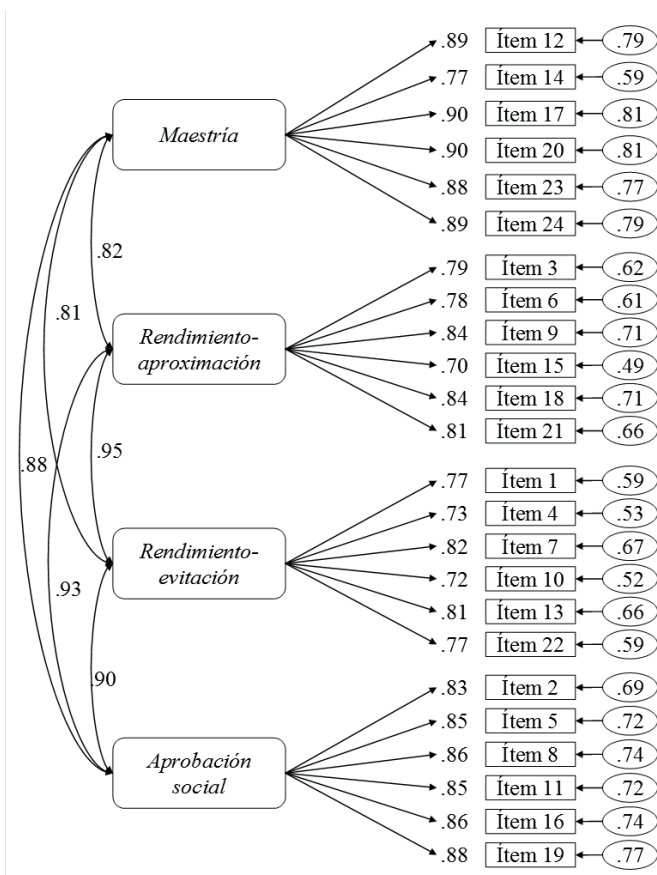 .89 Ítem 12 .79
.77 Ítem 14 .59
Maestría
.90 Ítem 17 .81
.90 Ítem 20 .81
.88 Ítem 23 .77
.89 Ítem 24 .79
.82
.79 Ítem 3 .62
.78 Ítem 6 .61
.81
Rendimiento-
aproximación
.84 Ítem 9 .71
.70 Ítem 15 .49
.84 Ítem 18 .71
.81 Ítem 21 .66
.95
.88
.77 Ítem 1 .59
.73 Ítem 4 .53
Rendimiento-
evitación
.82 Ítem 7 .67
.72 Ítem 10 .52
.81 Ítem 13 .66
.77 Ítem 22 .59
.93
.90
.83 Ítem 2 .69
.85 Ítem 5 .72
Aprobación
social
.86 Ítem 8 .74
.85 Ítem 11 .72
.86 Ítem 16 .74
.88 Ítem 19 .77